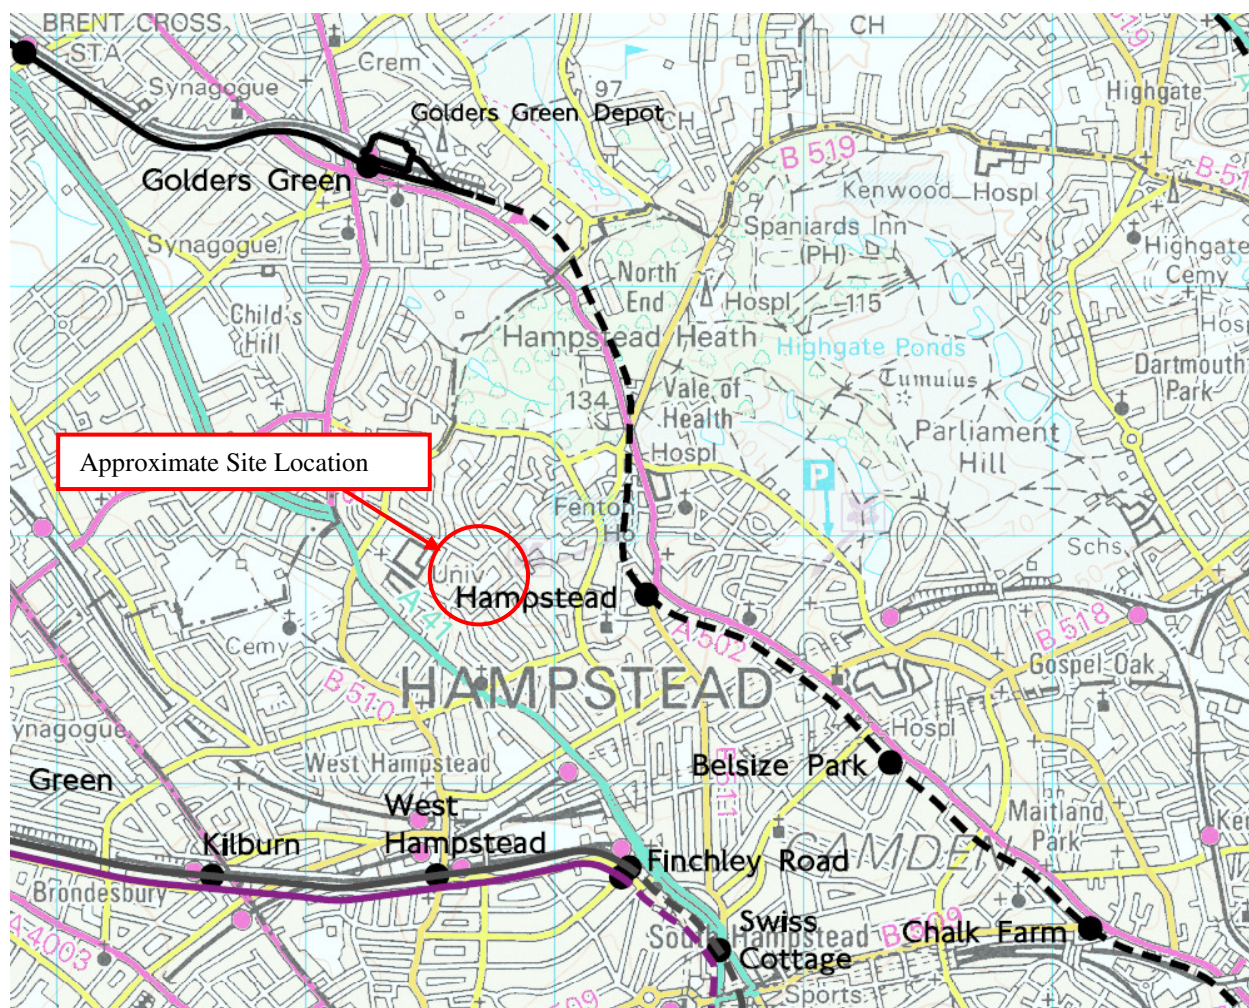 BRENT CROSS
STA
Crem
CH
Synagogue
97
Golders Green Depot
CH
Highgate
B 519
Golders Green
Kenwood
Hospl
Spaniards Inn
(PH)
Synagogue
Highgate
Cemy
North
End
Hospl
115
Child's
Hill
Hampstead Heath
Highgate Ponds
Dartmouth
Park
Tumulus
Vale of
Health
134
Parliament
Hill
Approximate Site Location
Hospl
P
Fenton
Ho
Schs
Univ
Hampstead
A 41
A 502
B 518
Cemy
Gospel Oak
HAMPSTEAD
B 510
Hospl
West Hampstead
Belsize Park
B 511
Green
West
Hampstead
Maitland
Park
Kilburn
CAMDEN
Finchley Road
Brondesbury
Swiss
Cottage
South Hampstead
B 509
Chalk Farm
A 4003
Sports